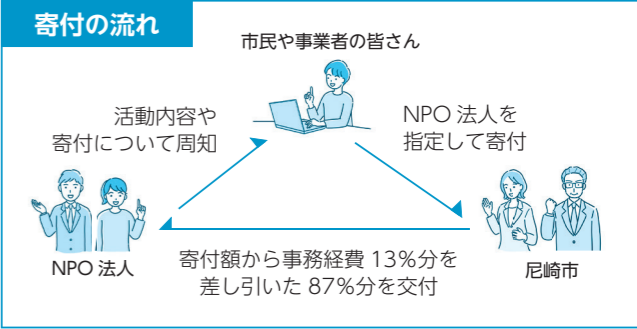 寄付の流れ
市民や事業者の皆さん
活動内容や
寄付について周知
NPO 法人を
指定して寄付
NPO 法人
寄付額から事務経費 13%分を
差し引いた 87%分を交付
尼崎市